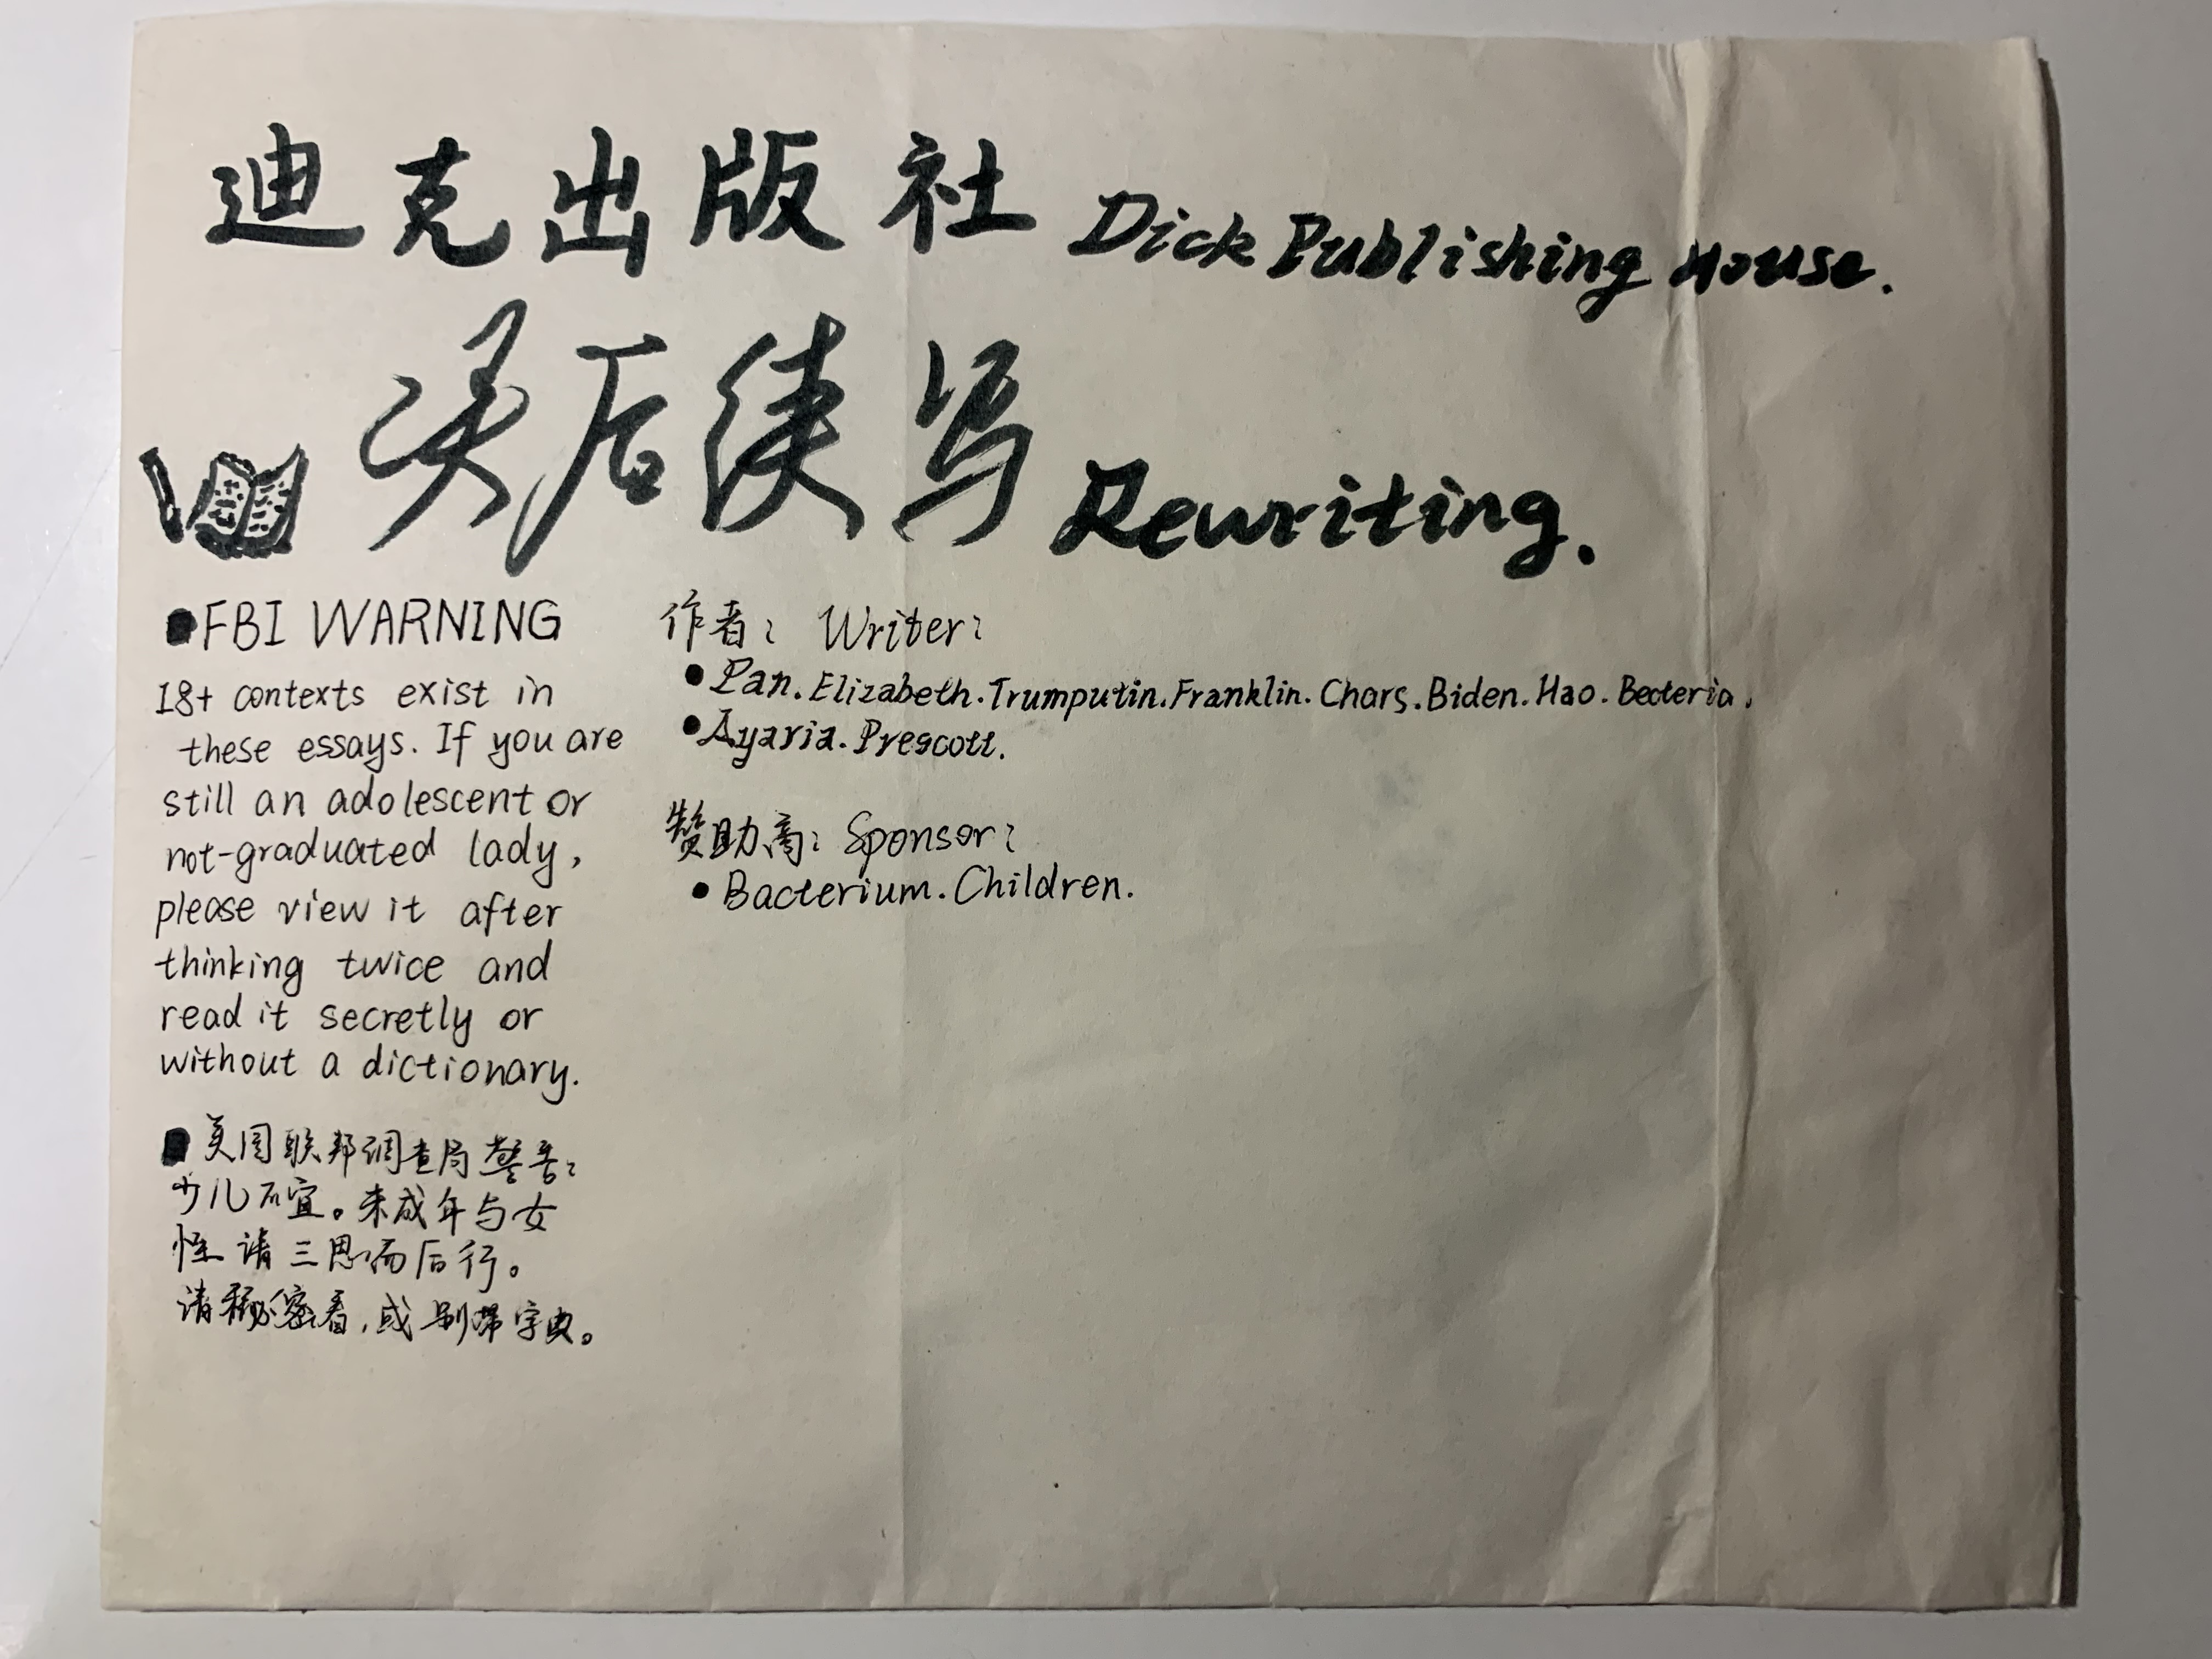 迪克出版社 Dick Publishing House.
后续写 Rewriting.
●FBI WARNING
18+ contexts exist in
these essays. If you are
still an adolescent or
not-graduated lady,
please view it after
thinking twice and
read it secretly or
without a dictionary.
美国联邦调查局警告:
少儿不宜。未成年与女
性请三思而后行。
请秘密看,或别带字典。
作者: Writer:
●Pan.Elizabeth.Trumputin.Franklin.Chars.Biden.Hao.Becteria.
●Ayaria.Prescott.
赞助商: Sponsor:
●Bacterium.Children.